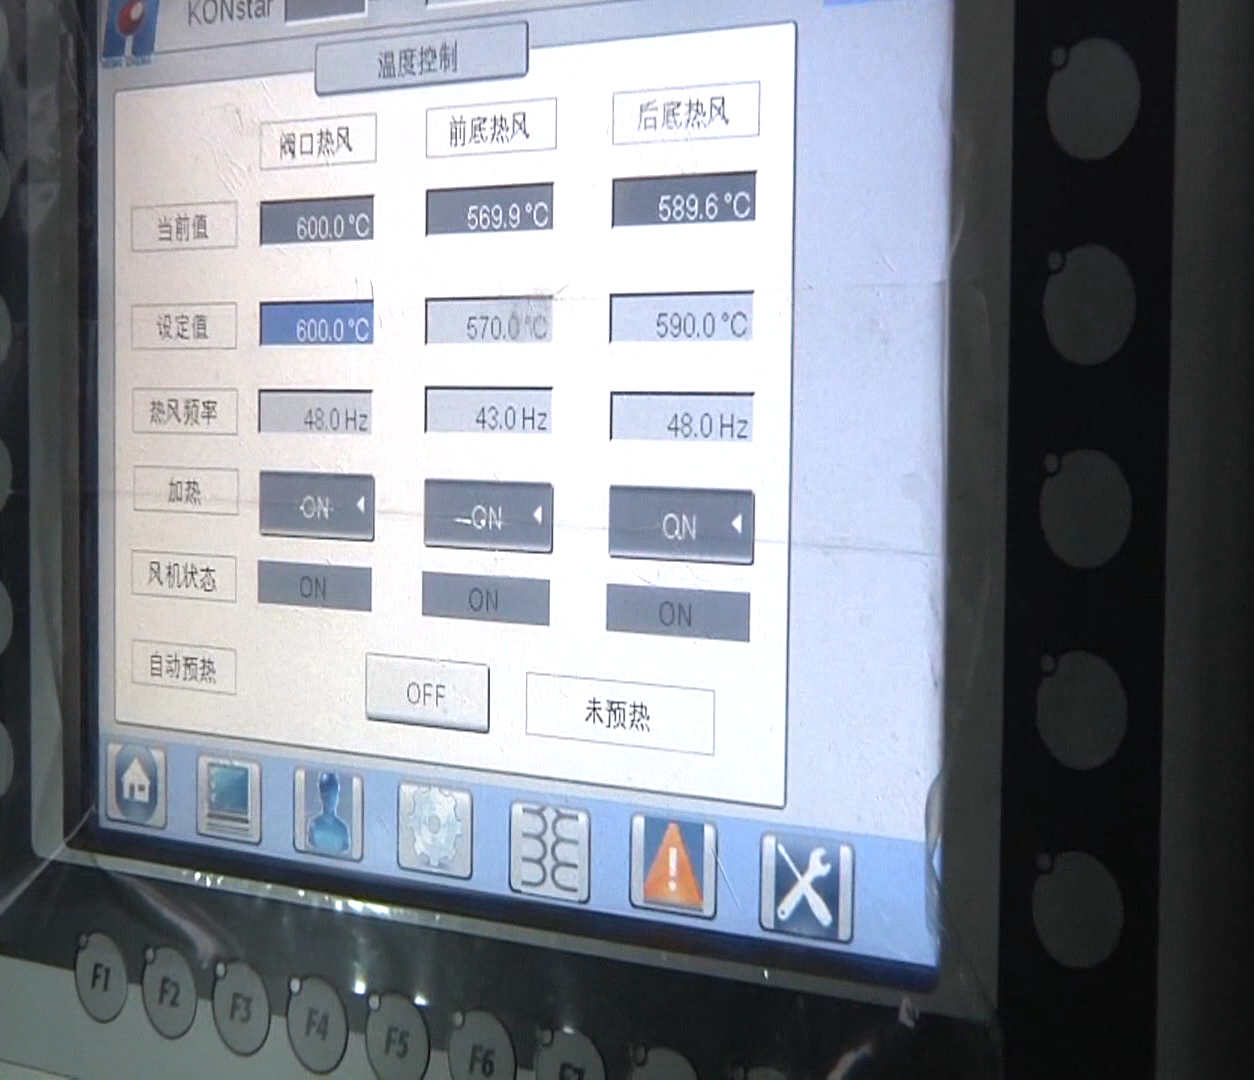 KONstar
温度控制
阀口热风 前底热风 后底热风
当前值 600.0 °C 569.9 °C 589.6 °C
设定值 600.0 °C 570.0 °C 590.0 °C
热风频率 48.0 Hz 43.0 Hz 48.0 Hz
加热 ON ON ON
风机状态 ON ON ON
自动预热 OFF 未预热
F1 F2 F3 F4 F5 F6 F7